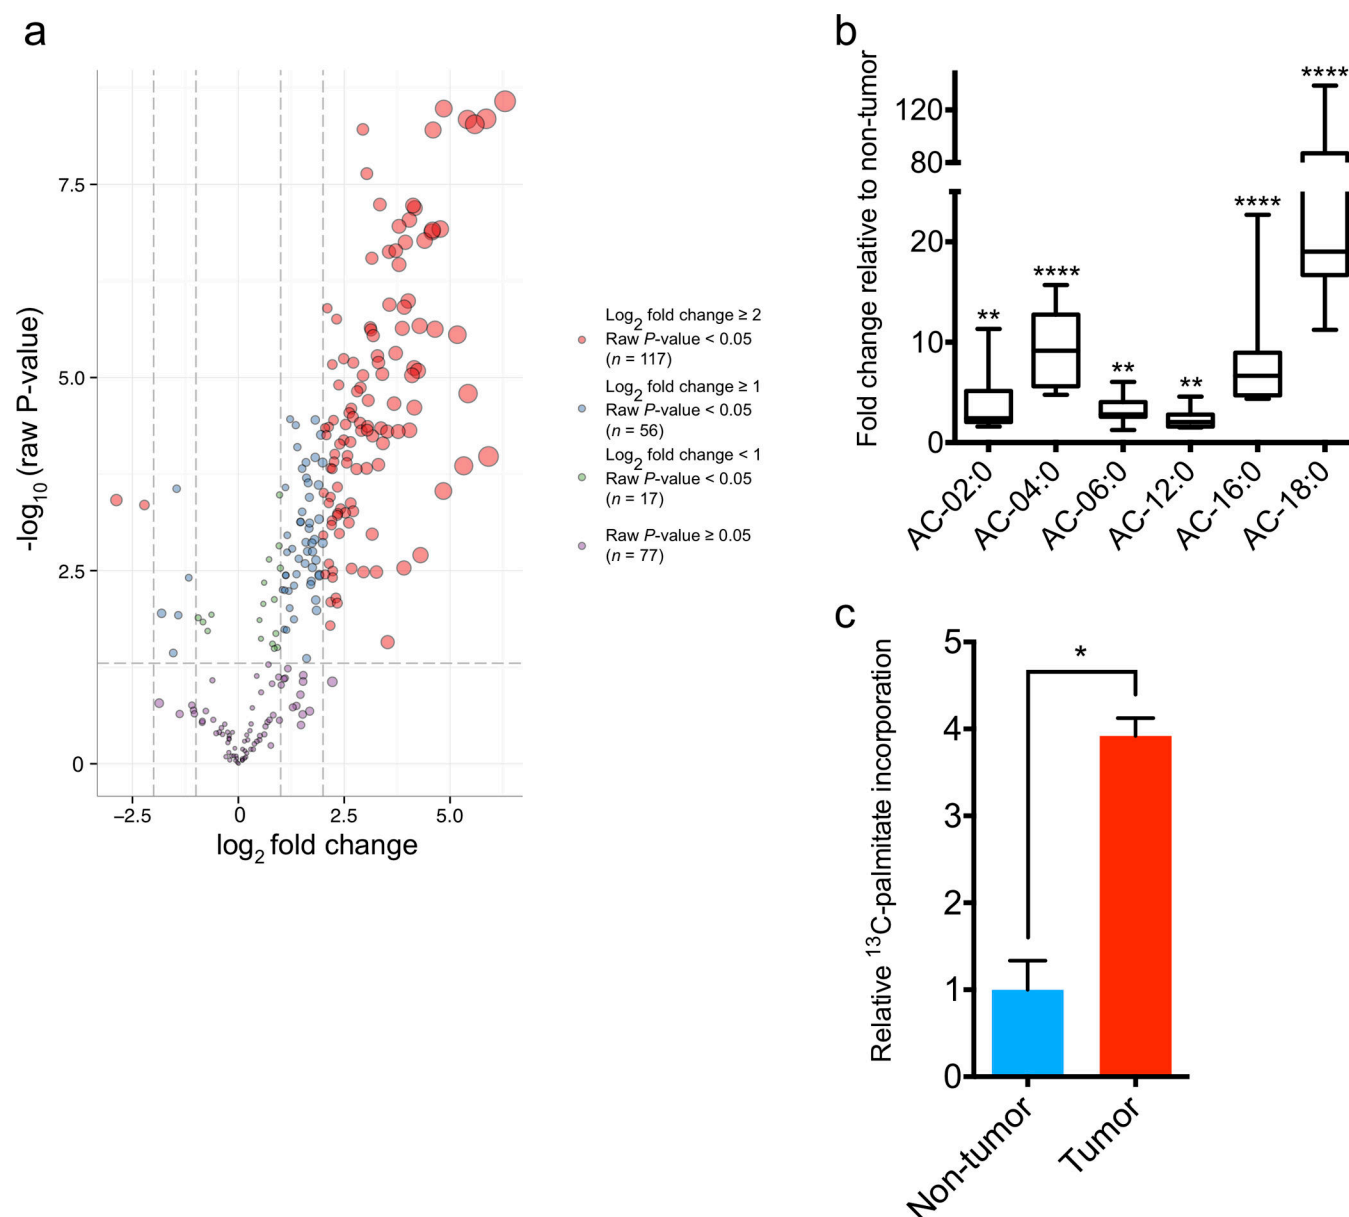 a
-log10 (raw P-value)
7.5
5.0
2.5
0
−2.5
0
2.5
5.0
log2 fold change
Log2 fold change ≥ 2
Raw P-value < 0.05
(n = 117)
Log2 fold change ≥ 1
Raw P-value < 0.05
(n = 56)
Log2 fold change < 1
Raw P-value < 0.05
(n = 17)
Raw P-value ≥ 0.05
(n = 77)
b
Fold change relative to non-tumor
120
80
20
10
0
**
****
**
**
****
****
AC-02:0
AC-04:0
AC-06:0
AC-12:0
AC-16:0
AC-18:0
c
Relative 13C-palmitate incorporation
5
4
3
2
1
0
*
Non-tumor
Tumor